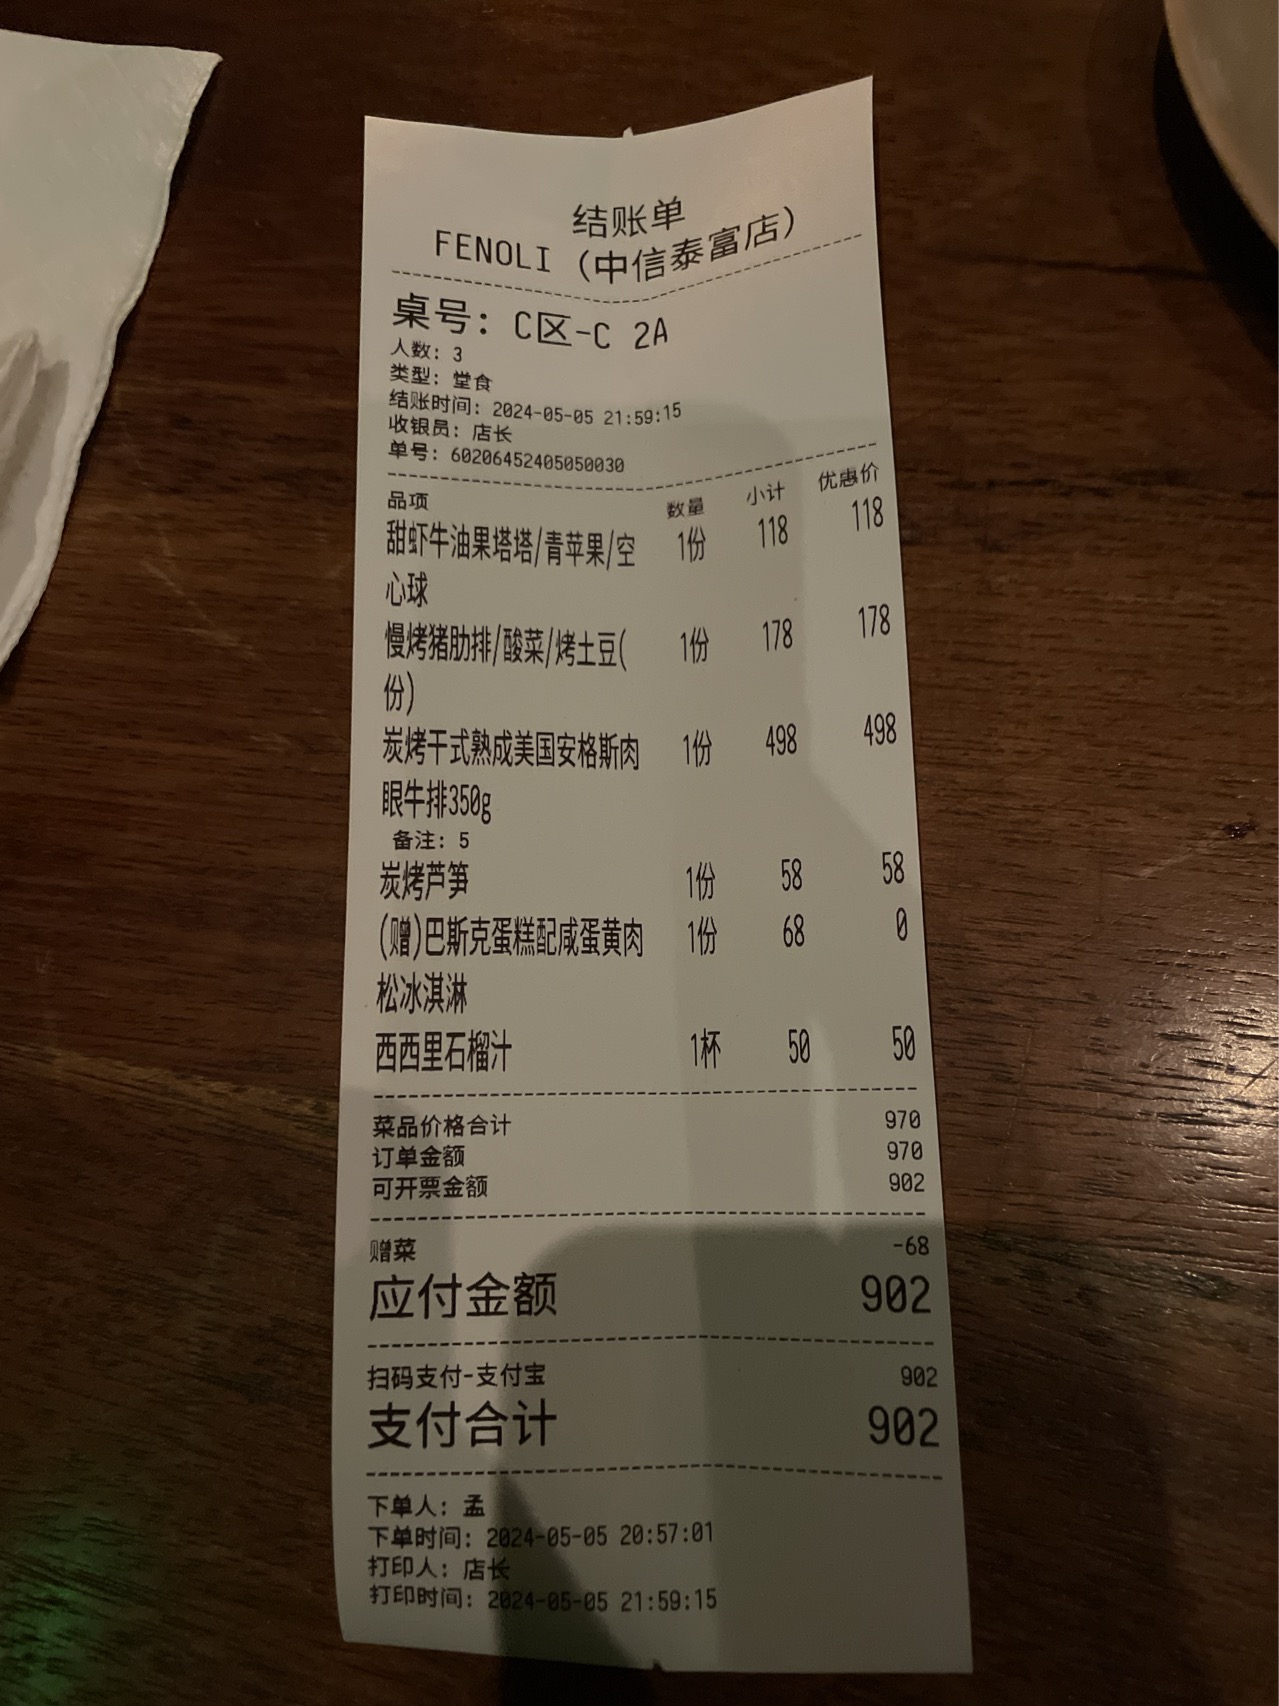 结账单
FENOLI (中信泰富店)
桌号: C区-C 2A
人数: 3
类型: 堂食
结账时间: 2024-05-05 21:59:15
收银员: 店长
单号: 60206452405050030
品项 数量 小计 优惠价
甜虾牛油果塔塔/青苹果/空 1份 118 118
心球
慢烤猪肋排/酸菜/烤土豆( 1份 178 178
份)
炭烤干式熟成美国安格斯肉 1份 498 498
眼牛排350g
备注: 5
炭烤芦笋 1份 58 58
(赠)巴斯克蛋糕配咸蛋黄肉 1份 68 0
松冰淇淋
西西里石榴汁 1杯 50 50
菜品价格合计 970
订单金额 970
可开票金额 902
赠菜 -68
应付金额 902
扫码支付-支付宝 902
支付合计 902
下单人: 孟
下单时间: 2024-05-05 20:57:01
打印人: 店长
打印时间: 2024-05-05 21:59:15